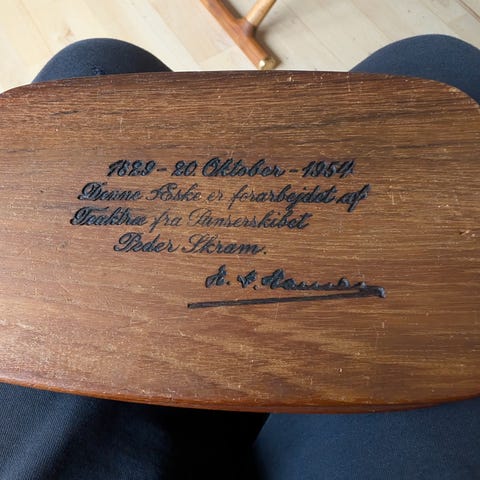 1829 - 20. Oktober - 1954
Denne Æske er forarbejdet af
Teaktræ fra Panserskibet
Peder Skram.